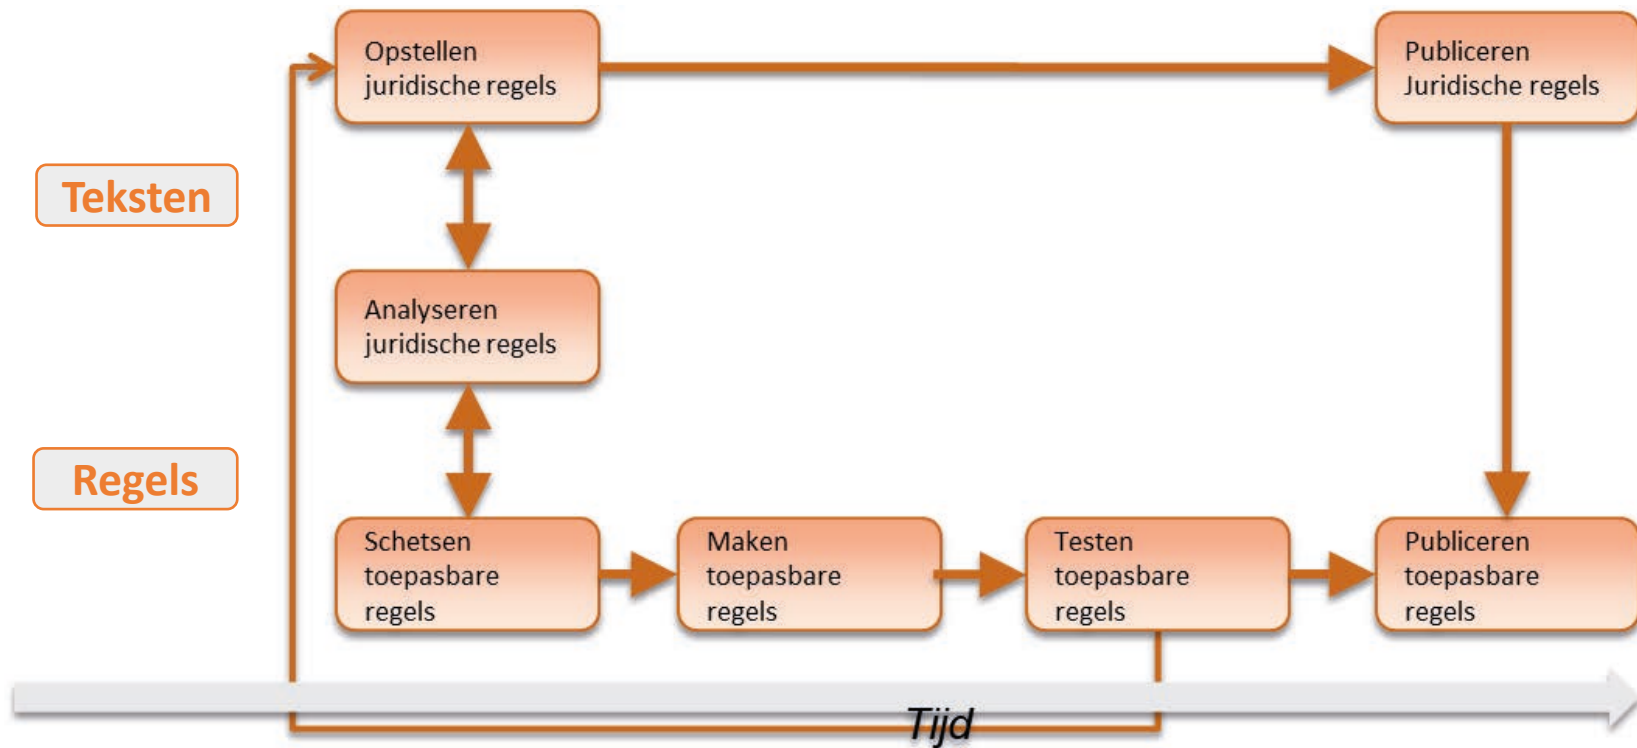 Opstellen
juridische regels
Publiceren
Juridische regels
Teksten
Analyseren
juridische regels
Regels
Schetsen
toepasbare
regels
Maken
toepasbare
regels
Testen
toepasbare
regels
Publiceren
toepasbare
regels
Tijd